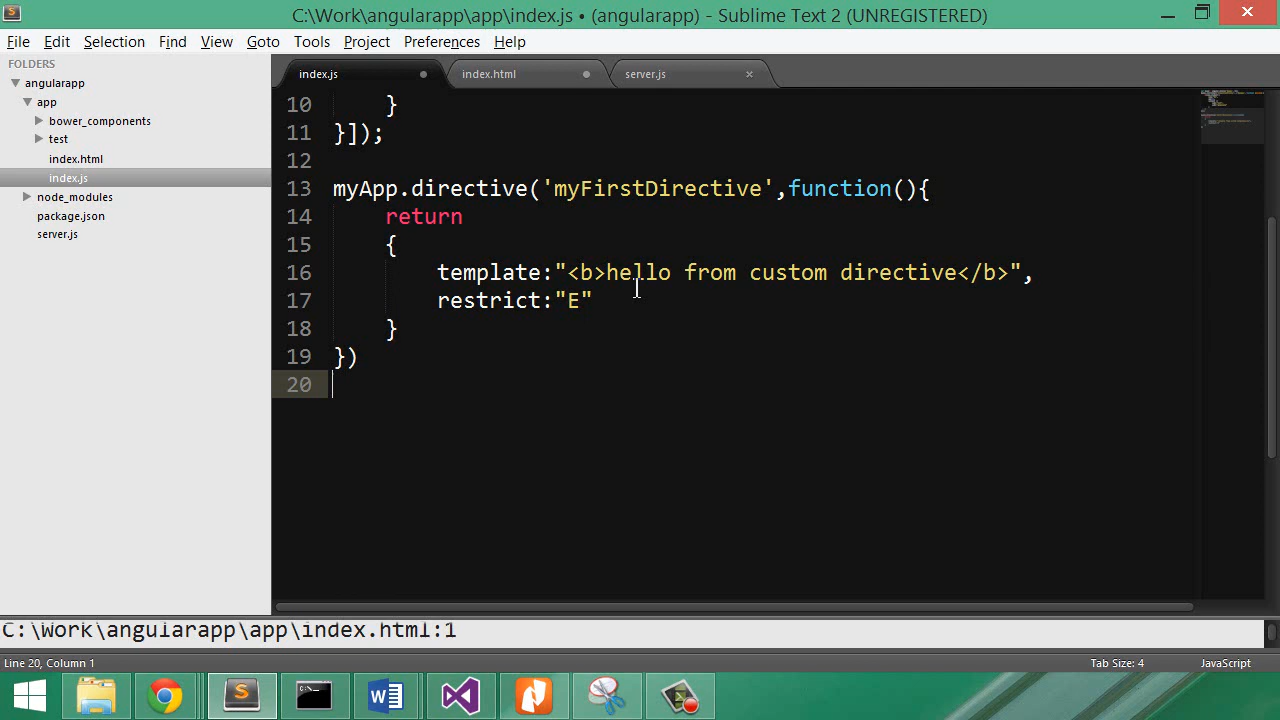 C:\Work\angularapp\app\index.js • (angularapp) - Sublime Text 2 (UNREGISTERED)
File Edit Selection Find View Goto Tools Project Preferences Help
FOLDERS
angularapp
app
bower_components
test
index.html
index.js
node_modules
package.json
server.js
index.js index.html server.js
10 }
11 }]);
12
13 myApp.directive('myFirstDirective',function(){
14 return
15 {
16 template:"<b>hello from custom directive</b>",
17 restrict:"E"
18 }
19 })
20
C:\Work\angularapp\app\index.html:1
Line 20, Column 1 Tab Size: 4 JavaScript